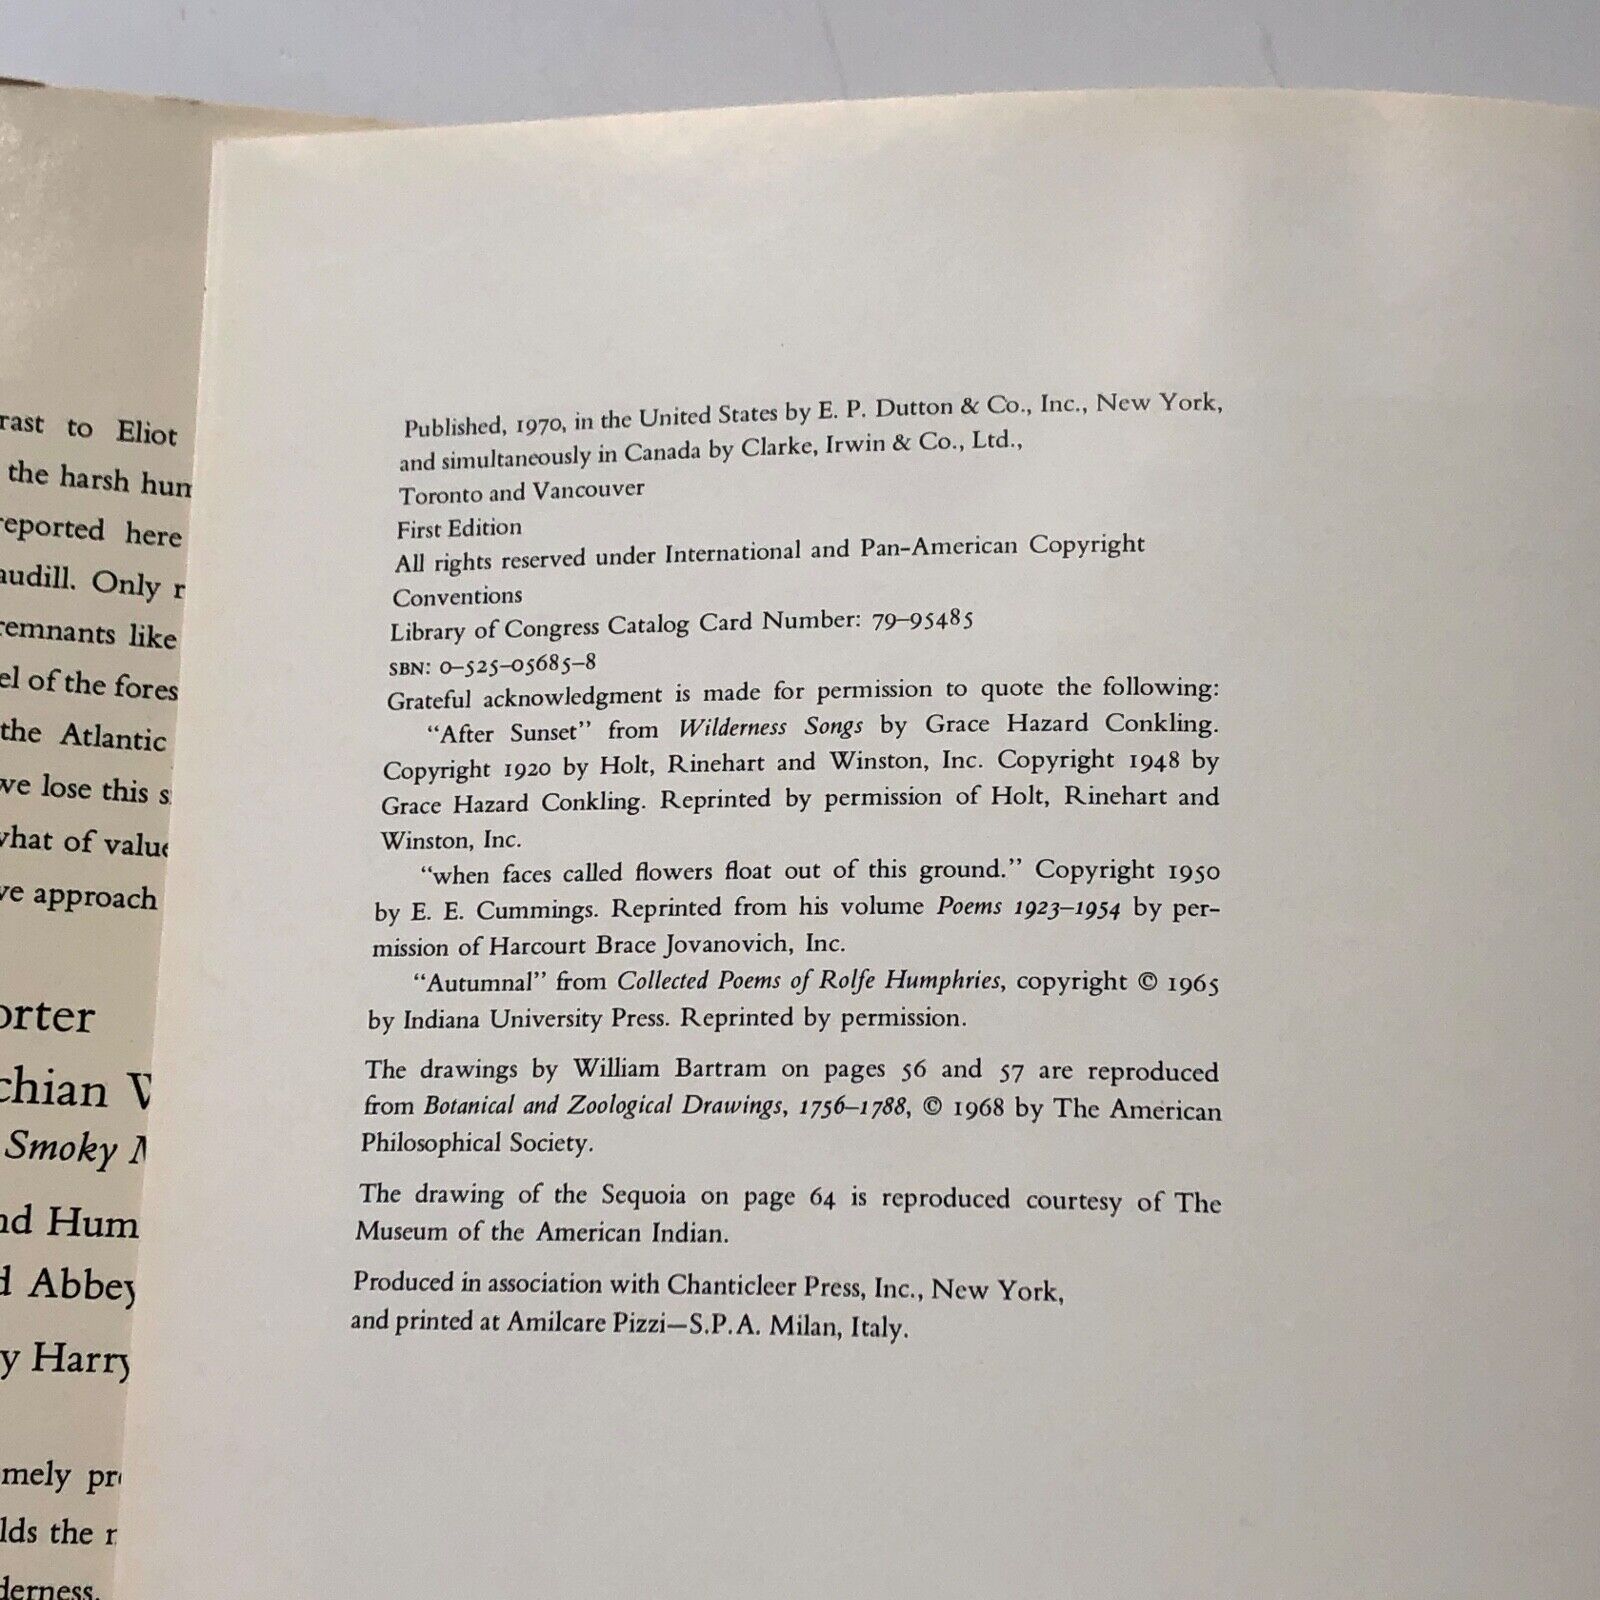 rast to Eliot
the harsh hum
reported here
audill. Only r
remnants like
el of the fores
the Atlantic
we lose this s
what of value
ve approach
orter
chian
Smoky
nd Hum
d Abbey
y Harry
mely pr
lds the
derness.
Published, 1970, in the United States by E. P. Dutton & Co., Inc., New York,
and simultaneously in Canada by Clarke, Irwin & Co., Ltd.,
Toronto and Vancouver
First Edition
All rights reserved under International and Pan-American Copyright
Conventions
Library of Congress Catalog Card Number: 79–95485
SBN: 0–525–05685–8
Grateful acknowledgment is made for permission to quote the following:
“After Sunset” from Wilderness Songs by Grace Hazard Conkling.
Copyright 1920 by Holt, Rinehart and Winston, Inc. Copyright 1948 by
Grace Hazard Conkling. Reprinted by permission of Holt, Rinehart and
Winston, Inc.
“when faces called flowers float out of this ground.” Copyright 1950
by E. E. Cummings. Reprinted from his volume Poems 1923–1954 by per-
mission of Harcourt Brace Jovanovich, Inc.
“Autumnal” from Collected Poems of Rolfe Humphries, copyright © 1965
by Indiana University Press. Reprinted by permission.
The drawings by William Bartram on pages 56 and 57 are reproduced
from Botanical and Zoological Drawings, 1756–1788, © 1968 by The American
Philosophical Society.
The drawing of the Sequoia on page 64 is reproduced courtesy of The
Museum of the American Indian.
Produced in association with Chanticleer Press, Inc., New York,
and printed at Amilcare Pizzi—S.P.A. Milan, Italy.